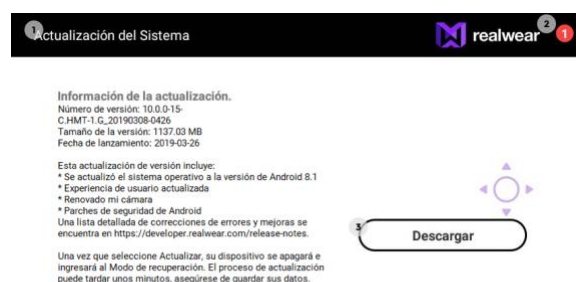 1
Actualización del Sistema
realwear
2
1
Información de la actualización.
Número de versión: 10.0.0-15-
C.HMT-1.G_20190308-0426
Tamaño de la versión: 1137.03 MB
Fecha de lanzamiento: 2019-03-26
Esta actualización de versión incluye:
* Se actualizó el sistema operativo a la versión de Android 8.1
* Experiencia de usuario actualizada
* Renovado mi cámara
* Parches de seguridad de Android
Una lista detallada de correcciones de errores y mejoras se
encuentra en https://developer.realwear.com/release-notes.
3
Descargar
Una vez que seleccione Actualizar, su dispositivo se apagará e
ingresará al Modo de recuperación. El proceso de actualización
puede tardar unos minutos, asegúrese de guardar sus datos.